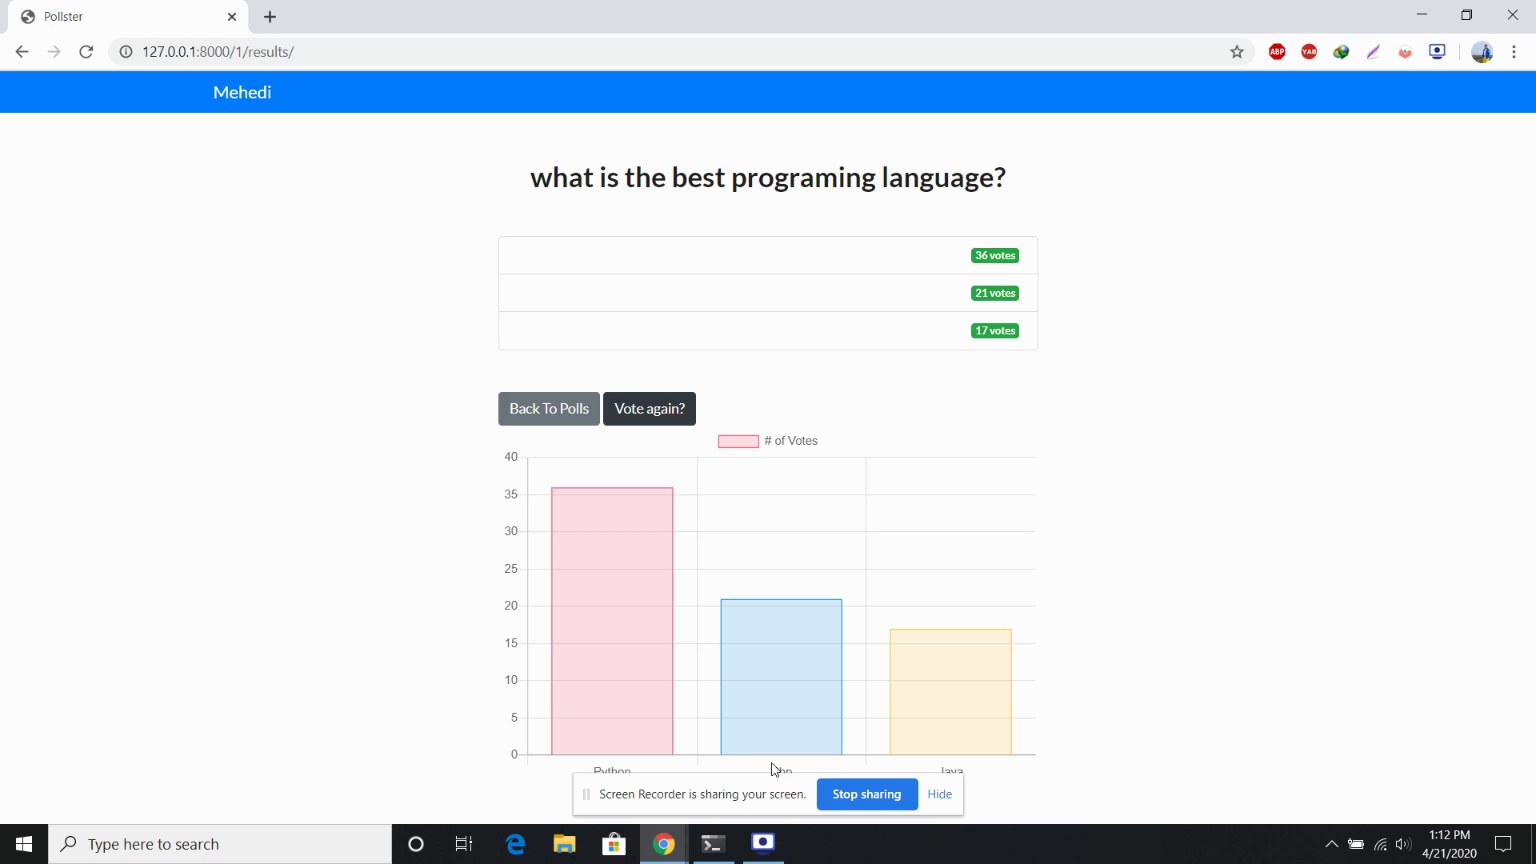 Pollster
127.0.0.1:8000/1/results/
ABP
YAB
Mehedi
what is the best programing language?
36 votes
21 votes
17 votes
Back To Polls
Vote again?
# of Votes
40
35
30
25
20
15
10
5
0
Python
Java
Screen Recorder is sharing your screen.
Stop sharing
Hide
Type here to search
1:12 PM
4/21/2020